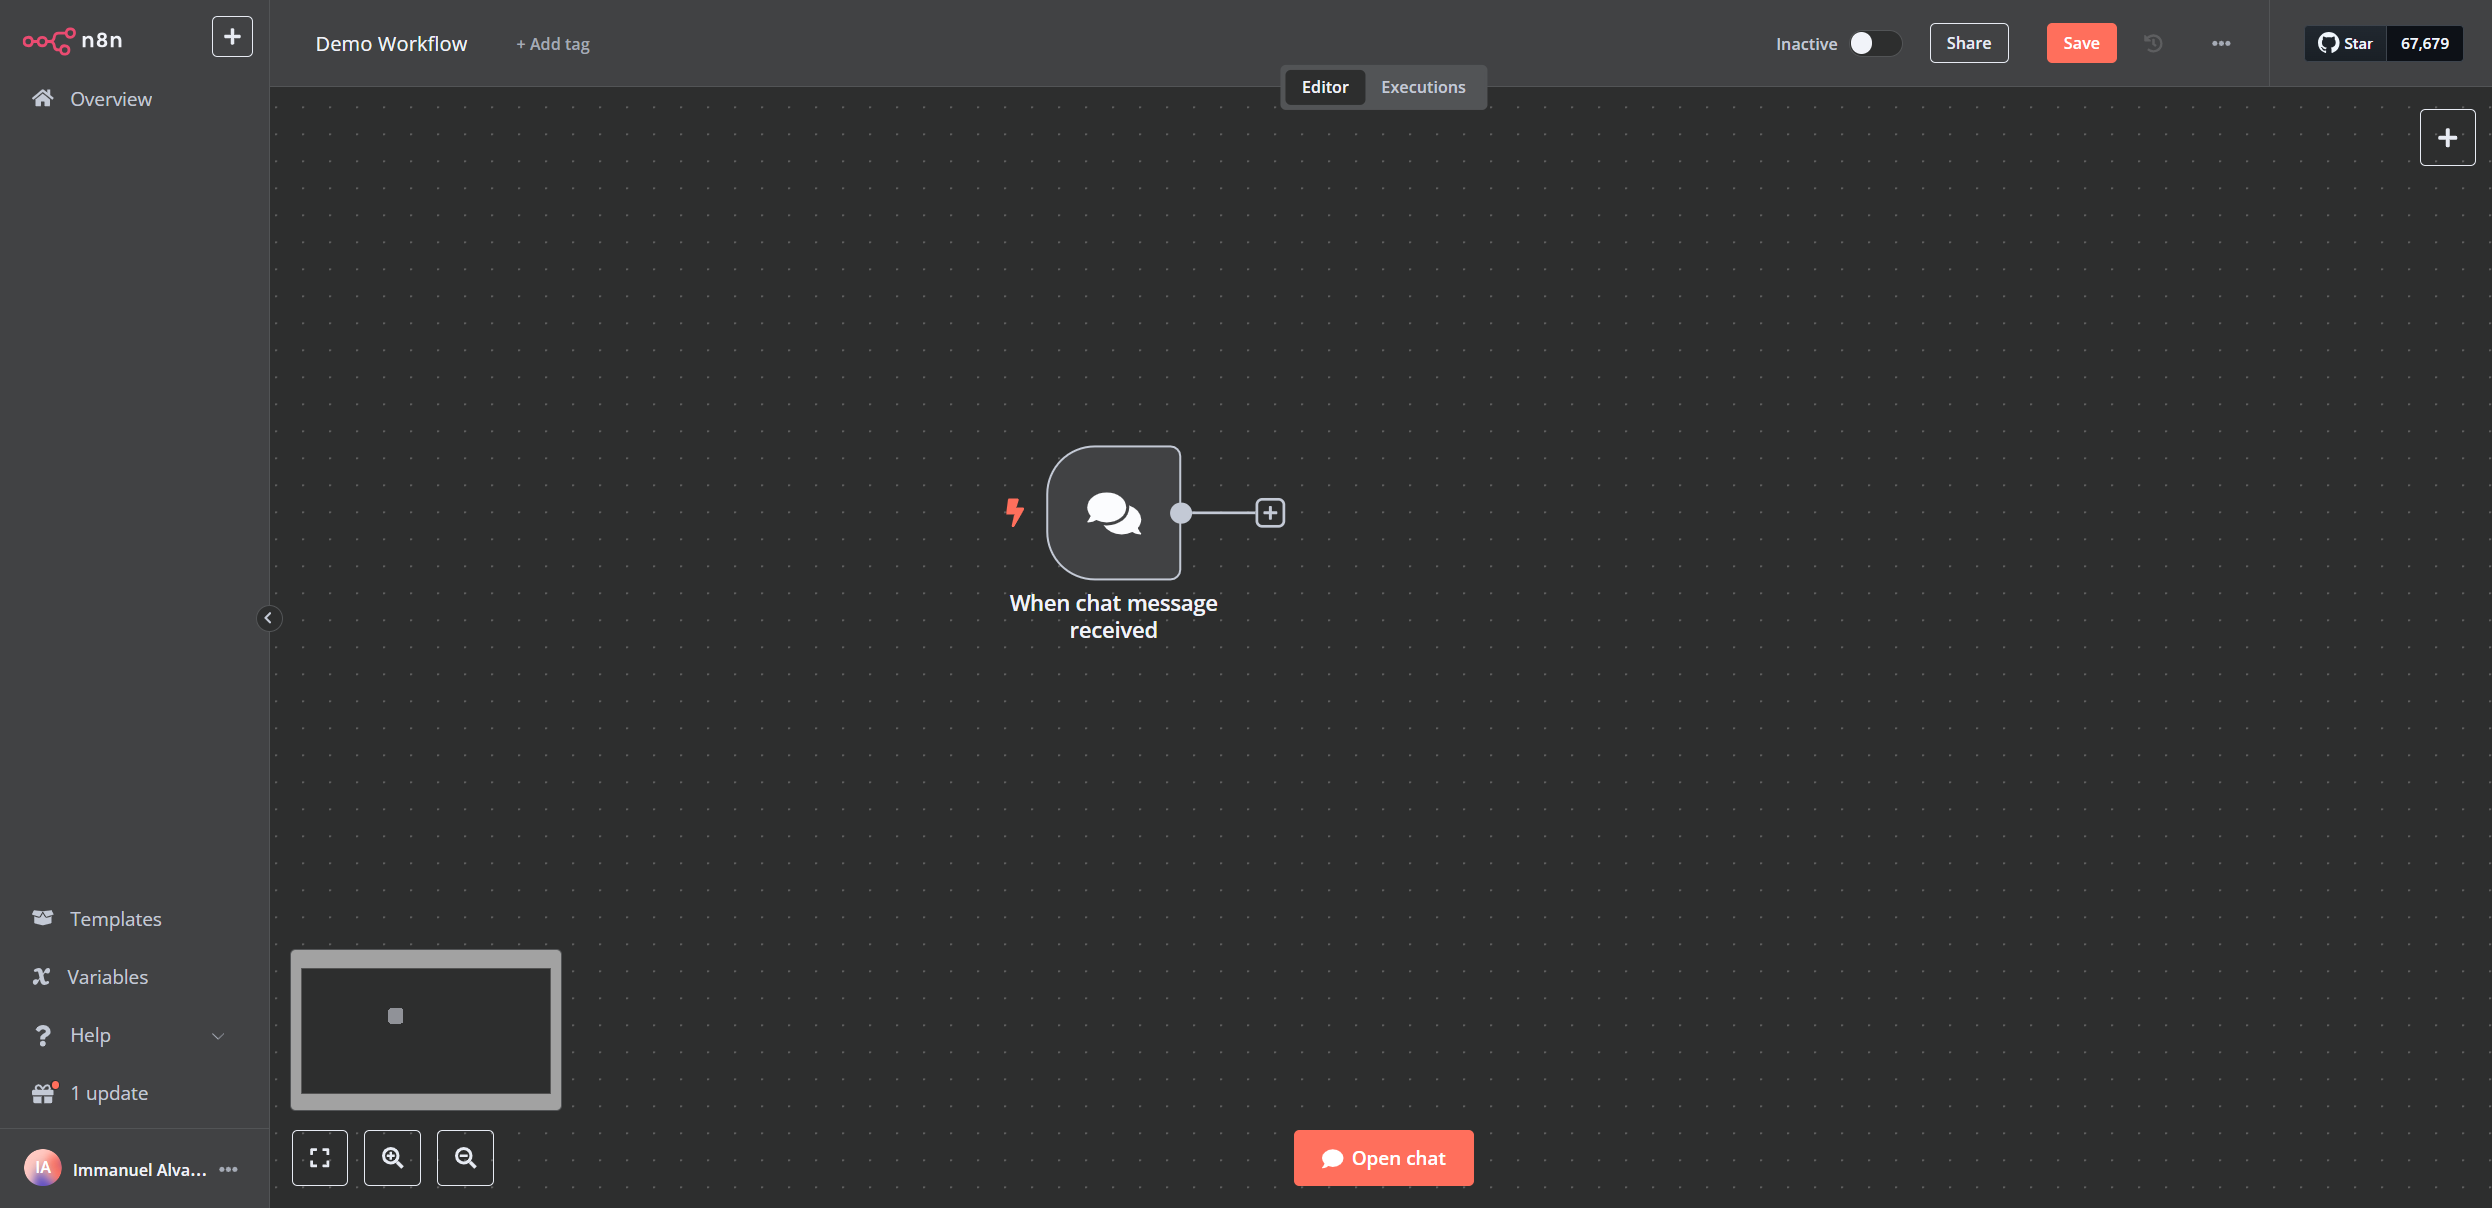 n8n
Overview
Demo Workflow
+ Add tag
Inactive
Share
Save
Star
67,679
Editor
Executions
When chat message
received
Templates
Variables
Help
1 update
IA
Immanuel Alva...
Open chat